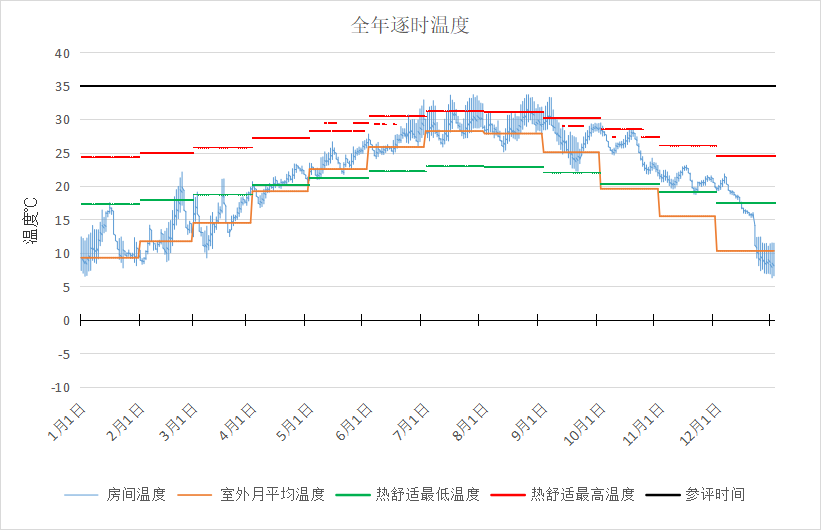 全年逐时温度
40
35
30
25
20
15
10
5
0
-5
-10
温度℃
1月1日
2月1日
3月1日
4月1日
5月1日
6月1日
7月1日
8月1日
9月1日
10月1日
11月1日
12月1日
房间温度 室外月平均温度 热舒适最低温度 热舒适最高温度 参评时间